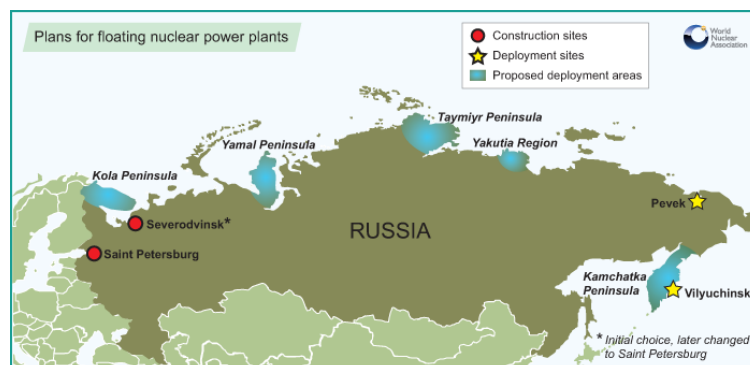 Plans for floating nuclear power plants
Construction sites
Deployment sites
Proposed deployment areas
World
Nuclear
Association
Taymiyr Peninsula
Yamal Peninsula
Yakutia Region
Kola Peninsula
Severodvinsk*
Saint Petersburg
RUSSIA
Pevek
Kamchatka
Peninsula
Vilyuchinsk
* Initial choice, later changed
to Saint Petersburg